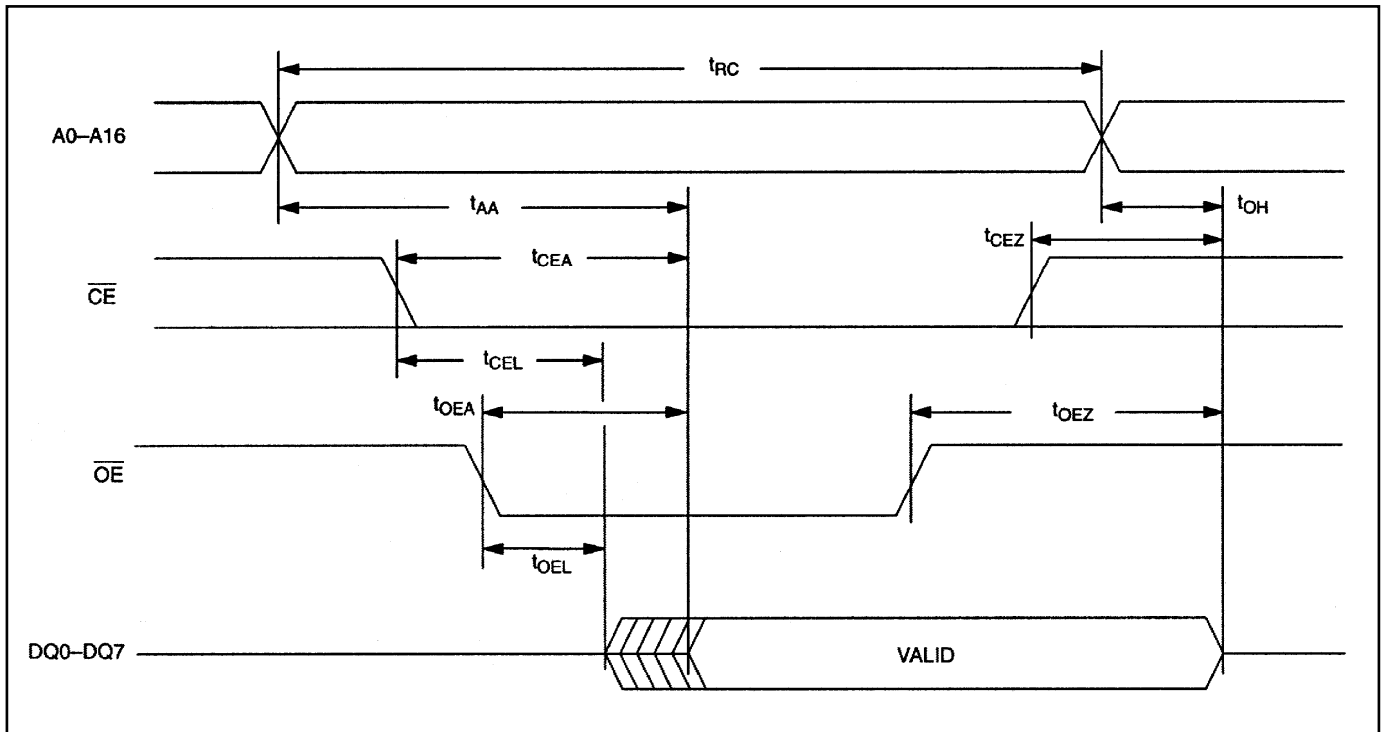 tRC
A0–A16
tAA
tOH
tCEZ
tCEA
CE
tCEL
tOEA
tOEZ
OE
tOEL
DQ0–DQ7
VALID